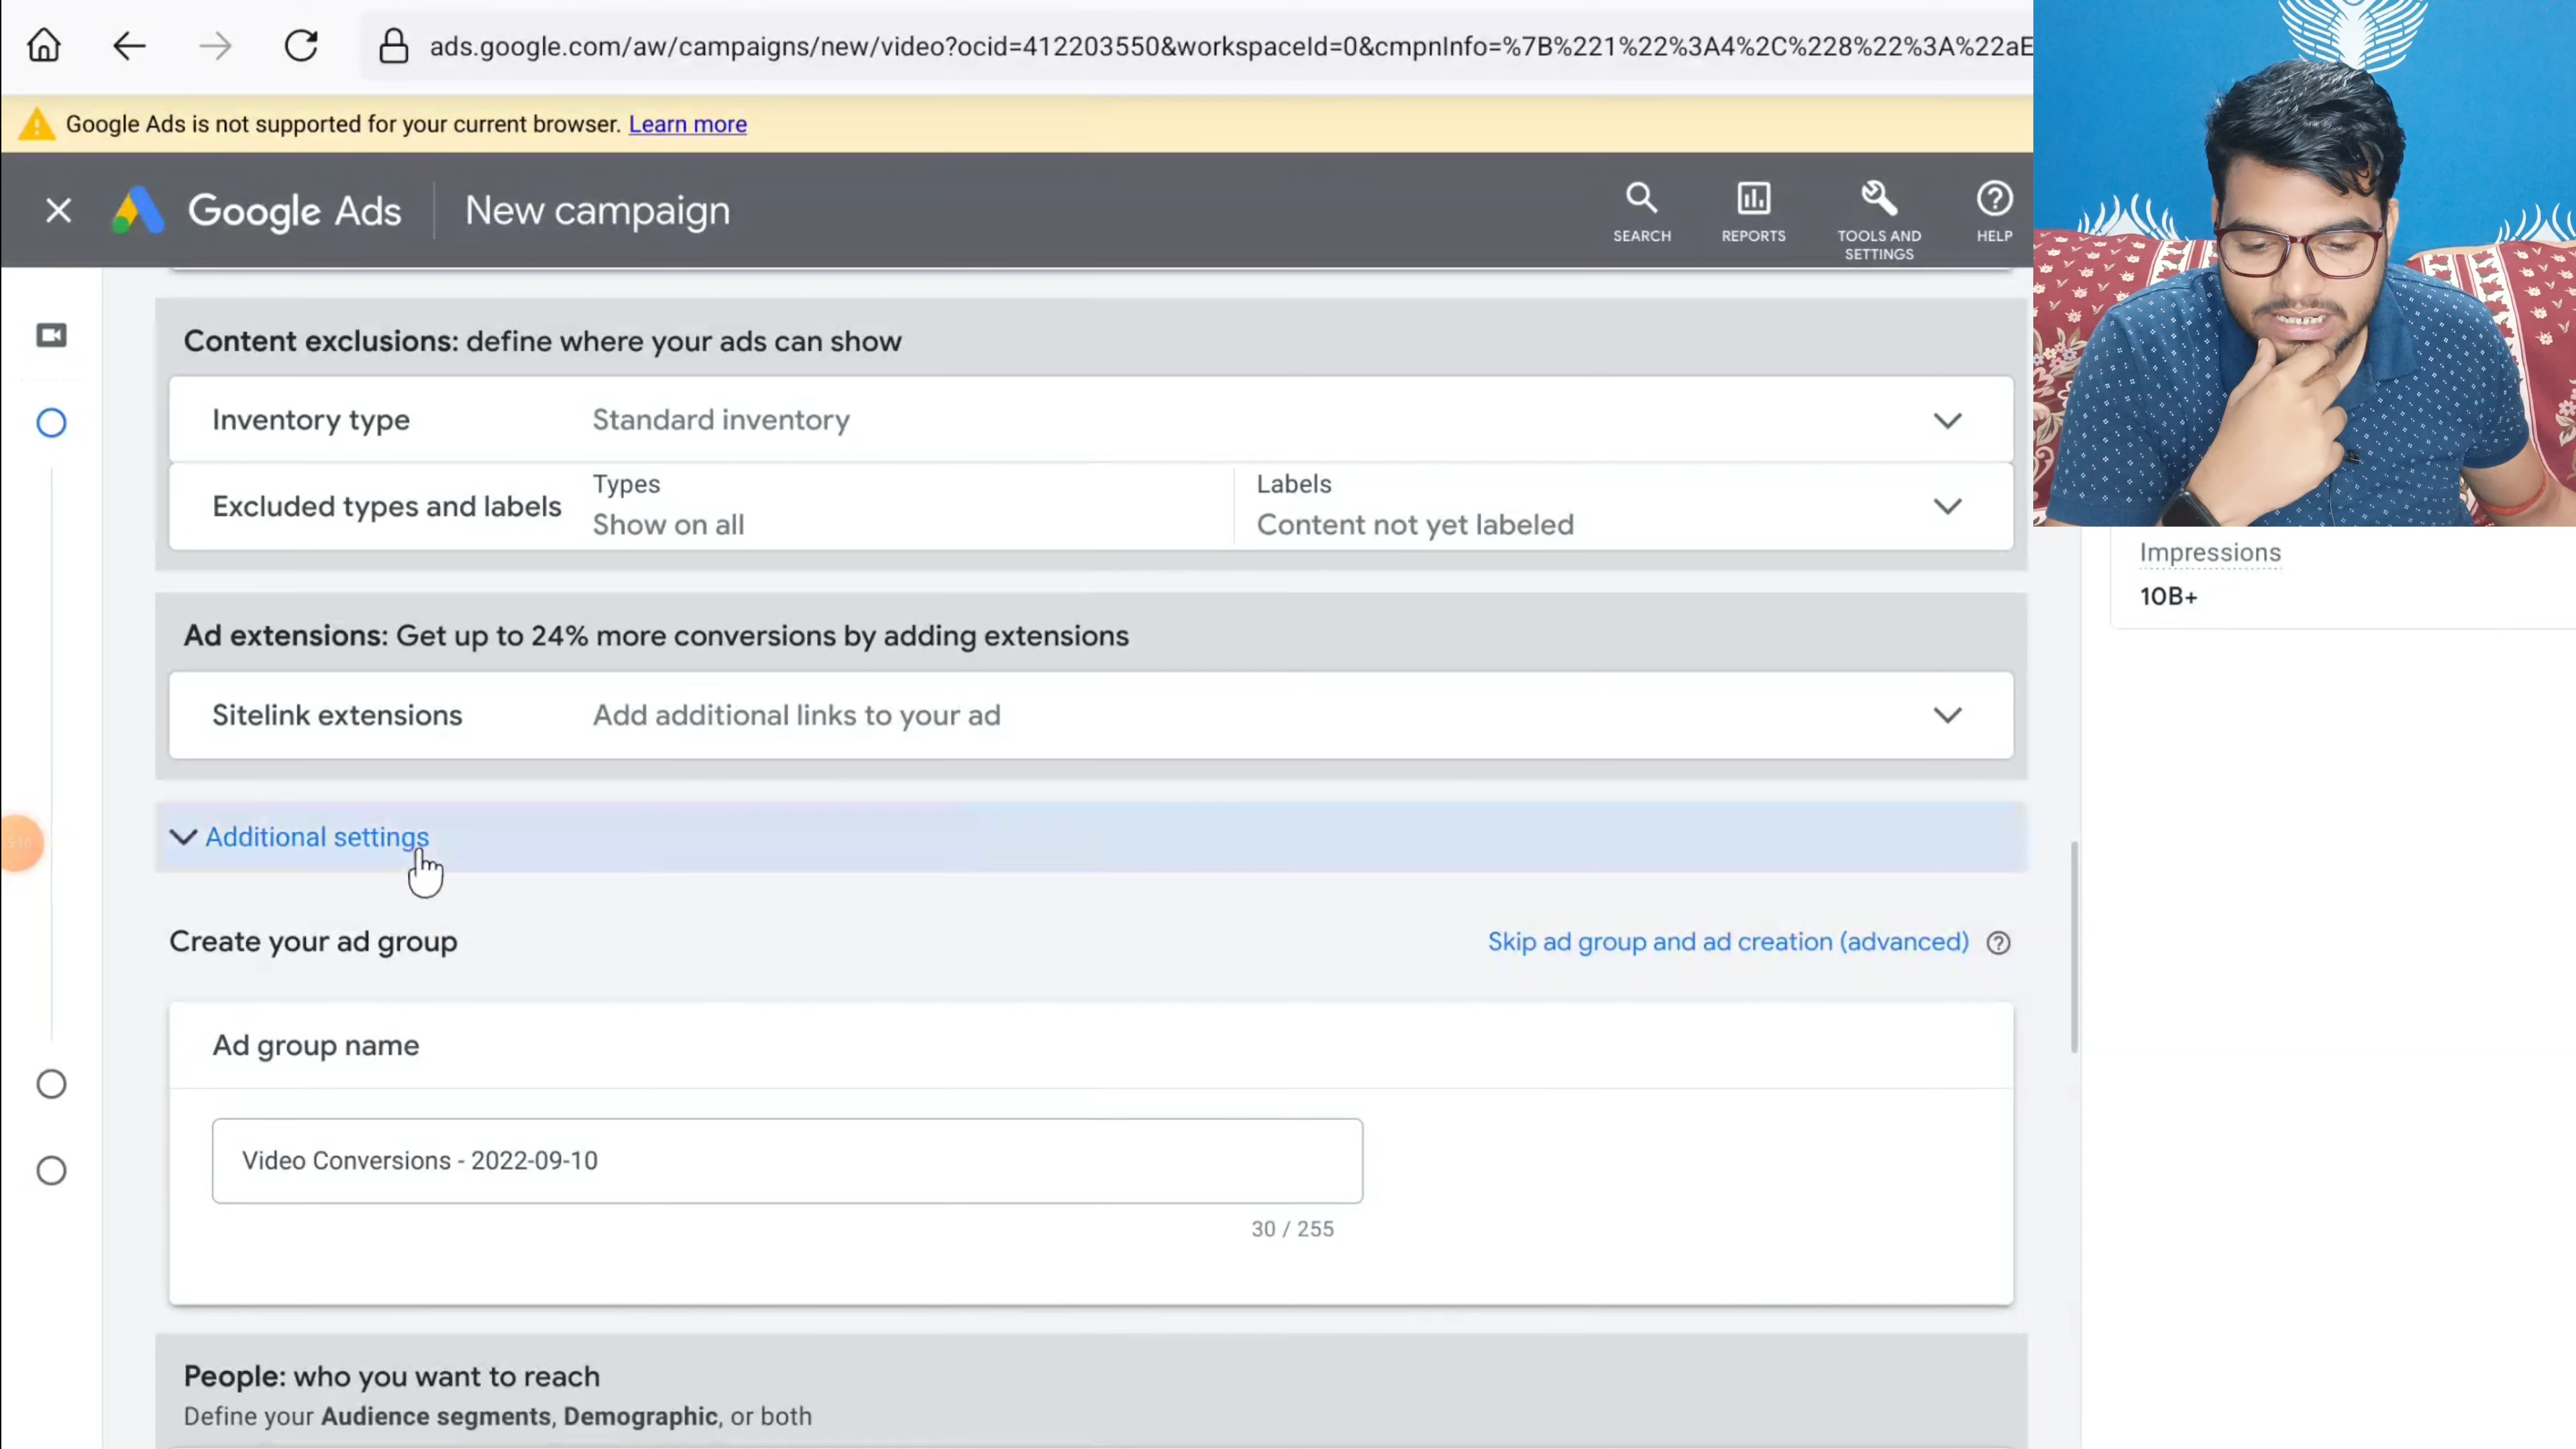 ads.google.com/aw/campaigns/new/video?ocid=412203550&workspaceId=0&cmpnInfo=%7B%221%22%3A4%2C%228%22%3A%22aE
Google Ads is not supported for your current browser. Learn more
Google Ads New campaign
SEARCH
REPORTS
TOOLS AND SETTINGS
HELP
Content exclusions: define where your ads can show
Inventory type Standard inventory
Excluded types and labels
Types
Show on all
Labels
Content not yet labeled
Impressions
10B+
Ad extensions: Get up to 24% more conversions by adding extensions
Sitelink extensions Add additional links to your ad
Additional settings
Create your ad group
Skip ad group and ad creation (advanced)
Ad group name
Video Conversions - 2022-09-10
30 / 255
People: who you want to reach
Define your Audience segments, Demographic, or both